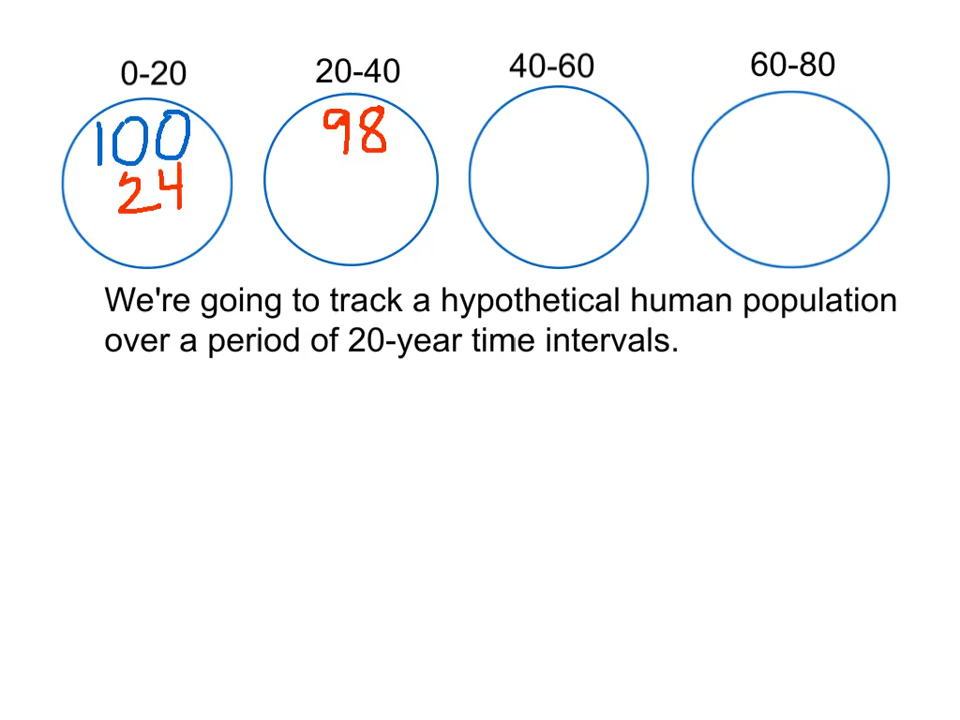 0-20 20-40 40-60 60-80
100 98
24
We're going to track a hypothetical human population
over a period of 20-year time intervals.